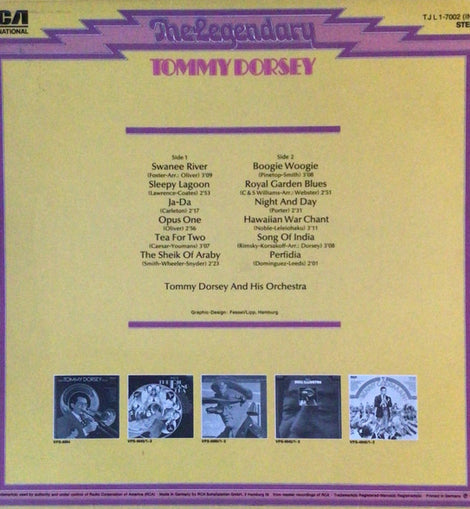 RCA
The Legendary
TJL 1-7002
TOMMY DORSEY
Side 1
Swanee River
(Foster-Arr.: Oliver) 3'09
Sleepy Lagoon
(Lawrence-Coates) 2'53
Ja-Da
(Carleton) 2'17
Opus One
(Oliver) 2'56
Tea For Two
(Caesar-Youmans) 3'07
The Sheik Of Araby
(Smith-Wheeler-Snyder) 2'23
Side 2
Boogie Woogie
(Pinetop-Smith) 3'08
Royal Garden Blues
(C & S Williams-Arr.: Webster) 2'51
Night And Day
(Porter) 2'31
Hawaiian War Chant
(Noble-Leleiohaku) 3'11
Song Of India
(Rimsky-Korsakoff-Arr.: Dorsey) 3'08
Perfidia
(Dominguez-Leeds) 2'01
Tommy Dorsey And His Orchestra
Graphic-Design: Fessel/Lipp, Hamburg
TOMMY DORSEY